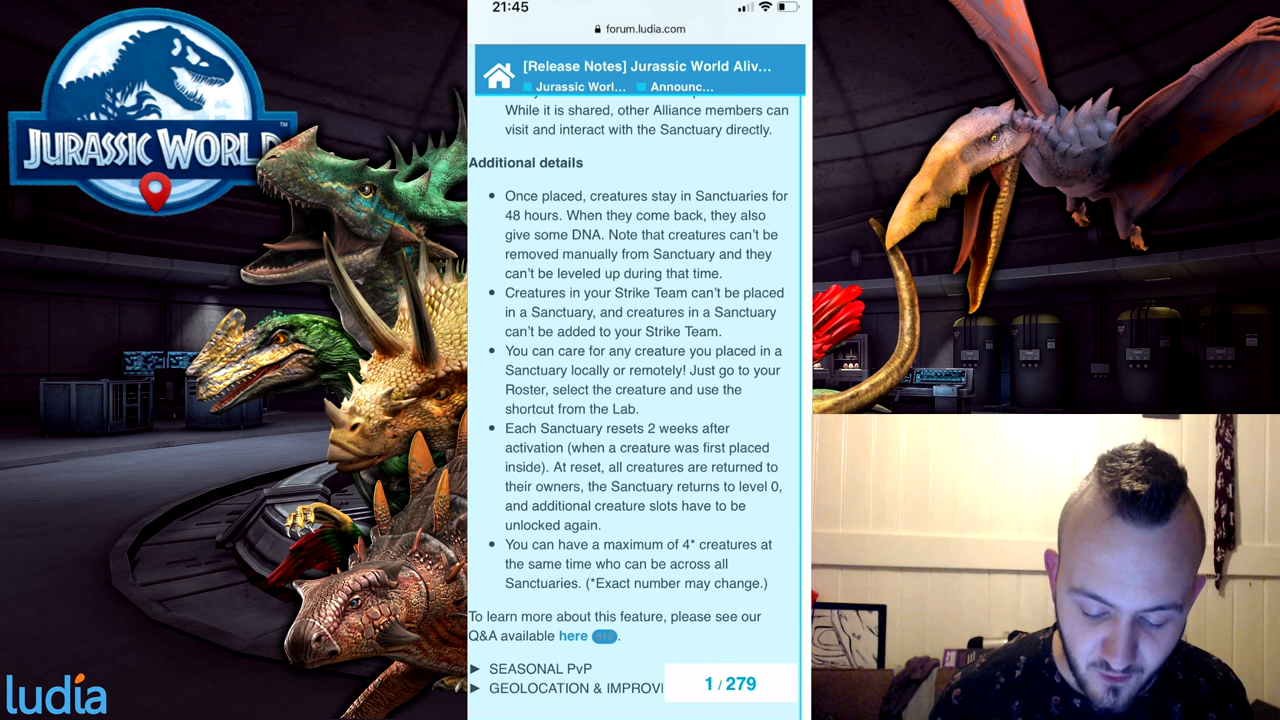 JURASSIC WORLD
TM
ludia
21:45
forum.ludia.com
[Release Notes] Jurassic World Aliv...
Jurassic Worl... Announc...
While it is shared, other Alliance members can
visit and interact with the Sanctuary directly.
Additional details
Once placed, creatures stay in Sanctuaries for
48 hours. When they come back, they also
give some DNA. Note that creatures can’t be
removed manually from Sanctuary and they
can’t be leveled up during that time.
Creatures in your Strike Team can’t be placed
in a Sanctuary, and creatures in a Sanctuary
can’t be added to your Strike Team.
You can care for any creature you placed in a
Sanctuary locally or remotely! Just go to your
Roster, select the creature and use the
shortcut from the Lab.
Each Sanctuary resets 2 weeks after
activation (when a creature was first placed
inside). At reset, all creatures are returned to
their owners, the Sanctuary returns to level 0,
and additional creature slots have to be
unlocked again.
You can have a maximum of 4* creatures at
the same time who can be across all
Sanctuaries. (*Exact number may change.)
To learn more about this feature, please see our
Q&A available here .
► SEASONAL PvP
► GEOLOCATION & IMPROVI
1 / 279